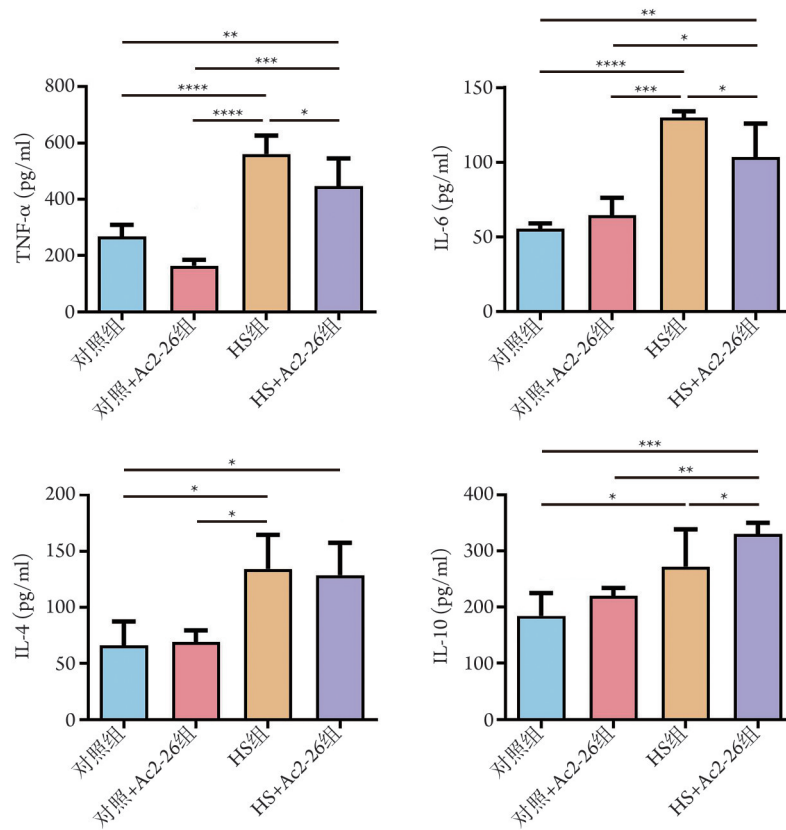 **
***
****
**** *
800
600
400
200
0
TNF-α (pg/ml)
对照组
对照+Ac2-26组
HS组
HS+Ac2-26组
**
*
****
*** *
150
100
50
0
IL-6 (pg/ml)
对照组
对照+Ac2-26组
HS组
HS+Ac2-26组
*
*
*
200
150
100
50
0
IL-4 (pg/ml)
对照组
对照+Ac2-26组
HS组
HS+Ac2-26组
***
**
* *
400
300
200
100
0
IL-10 (pg/ml)
对照组
对照+Ac2-26组
HS组
HS+Ac2-26组